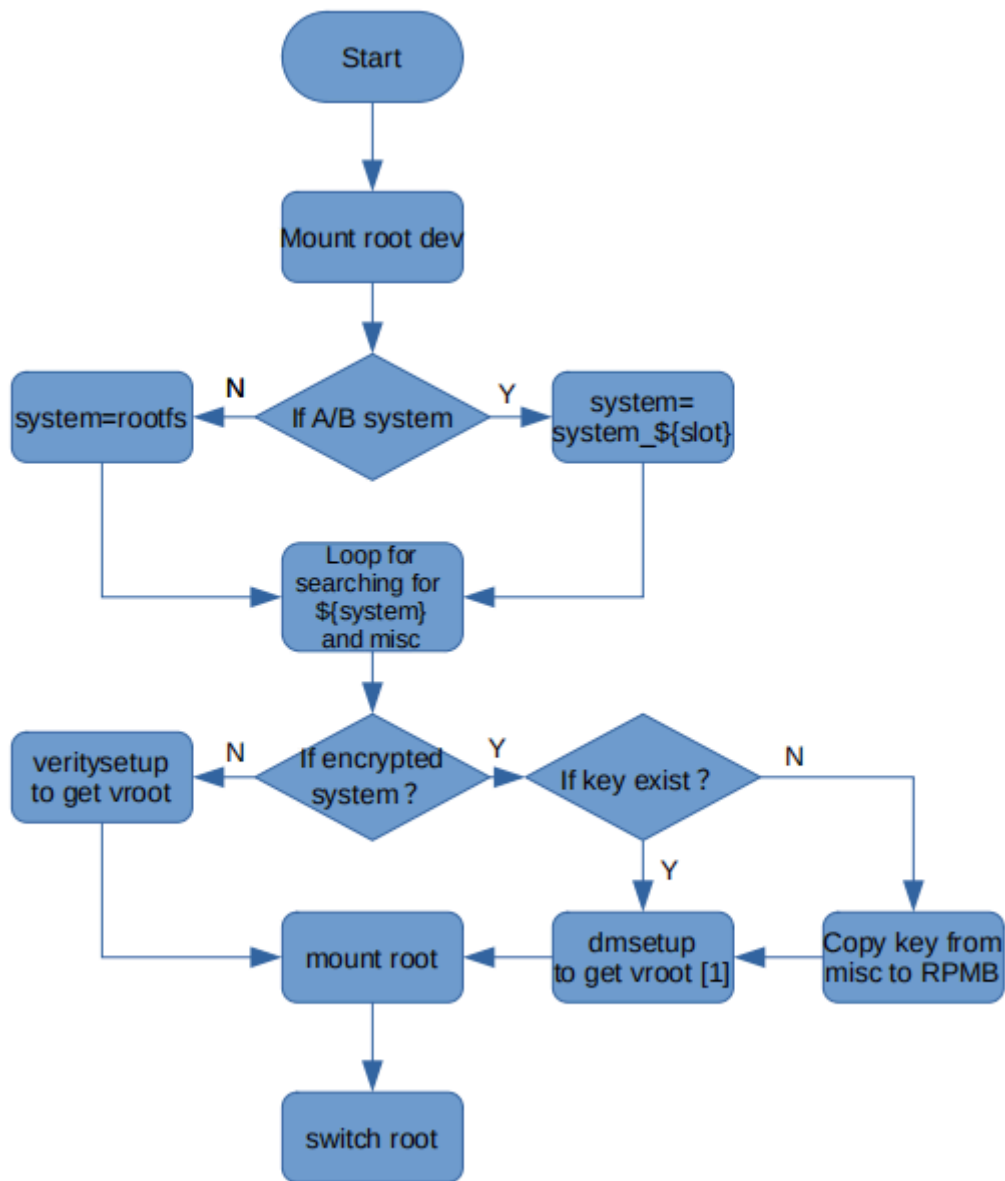 Start
Mount root dev
N
Y
system=rootfs
If A/B system
system=
system_${slot}
Loop for
searching for
${system}
and misc
N
Y
N
veritysetup
to get vroot
If encrypted
system？
If key exist？
Y
mount root
dmsetup
to get vroot [1]
Copy key from
misc to RPMB
switch root